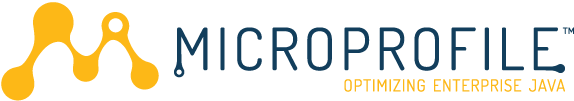 MICROPROFILE™
OPTIMIZING ENTERPRISE JAVA